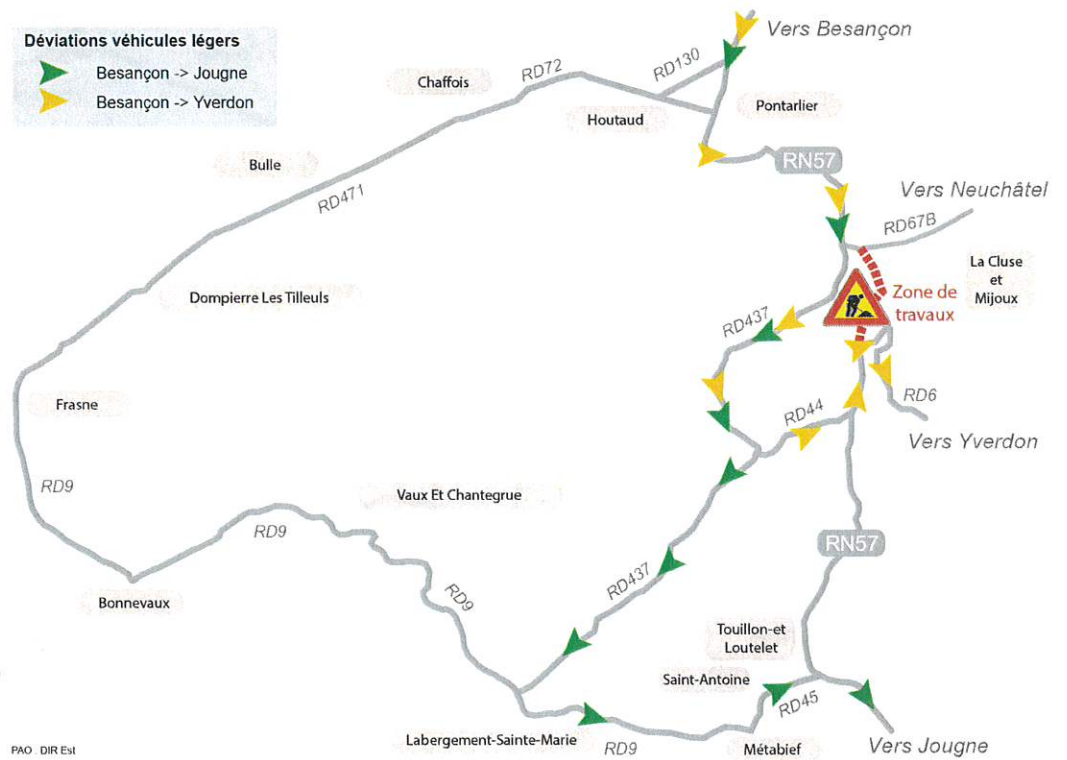 Déviations véhicules légers
Besançon -> Jougne
Besançon -> Yverdon
Vers Besançon
RD130
RD72
Chaffois
Houtaud
Pontarlier
Bulle
RD471
RN57
Vers Neuchâtel
RD67B
La Cluse
et
Mijoux
Zone de
travaux
Dompierre Les Tilleuls
RD437
Frasne
RD6
RD44
Vers Yverdon
RD9
Vaux Et Chantegrue
RD9
RN57
RD437
RD9
Bonnevaux
Touillon-et
Loutelet
Saint-Antoine
RD45
Labergement-Sainte-Marie
RD9
Métabief
Vers Jougne
PAO . DIR Est